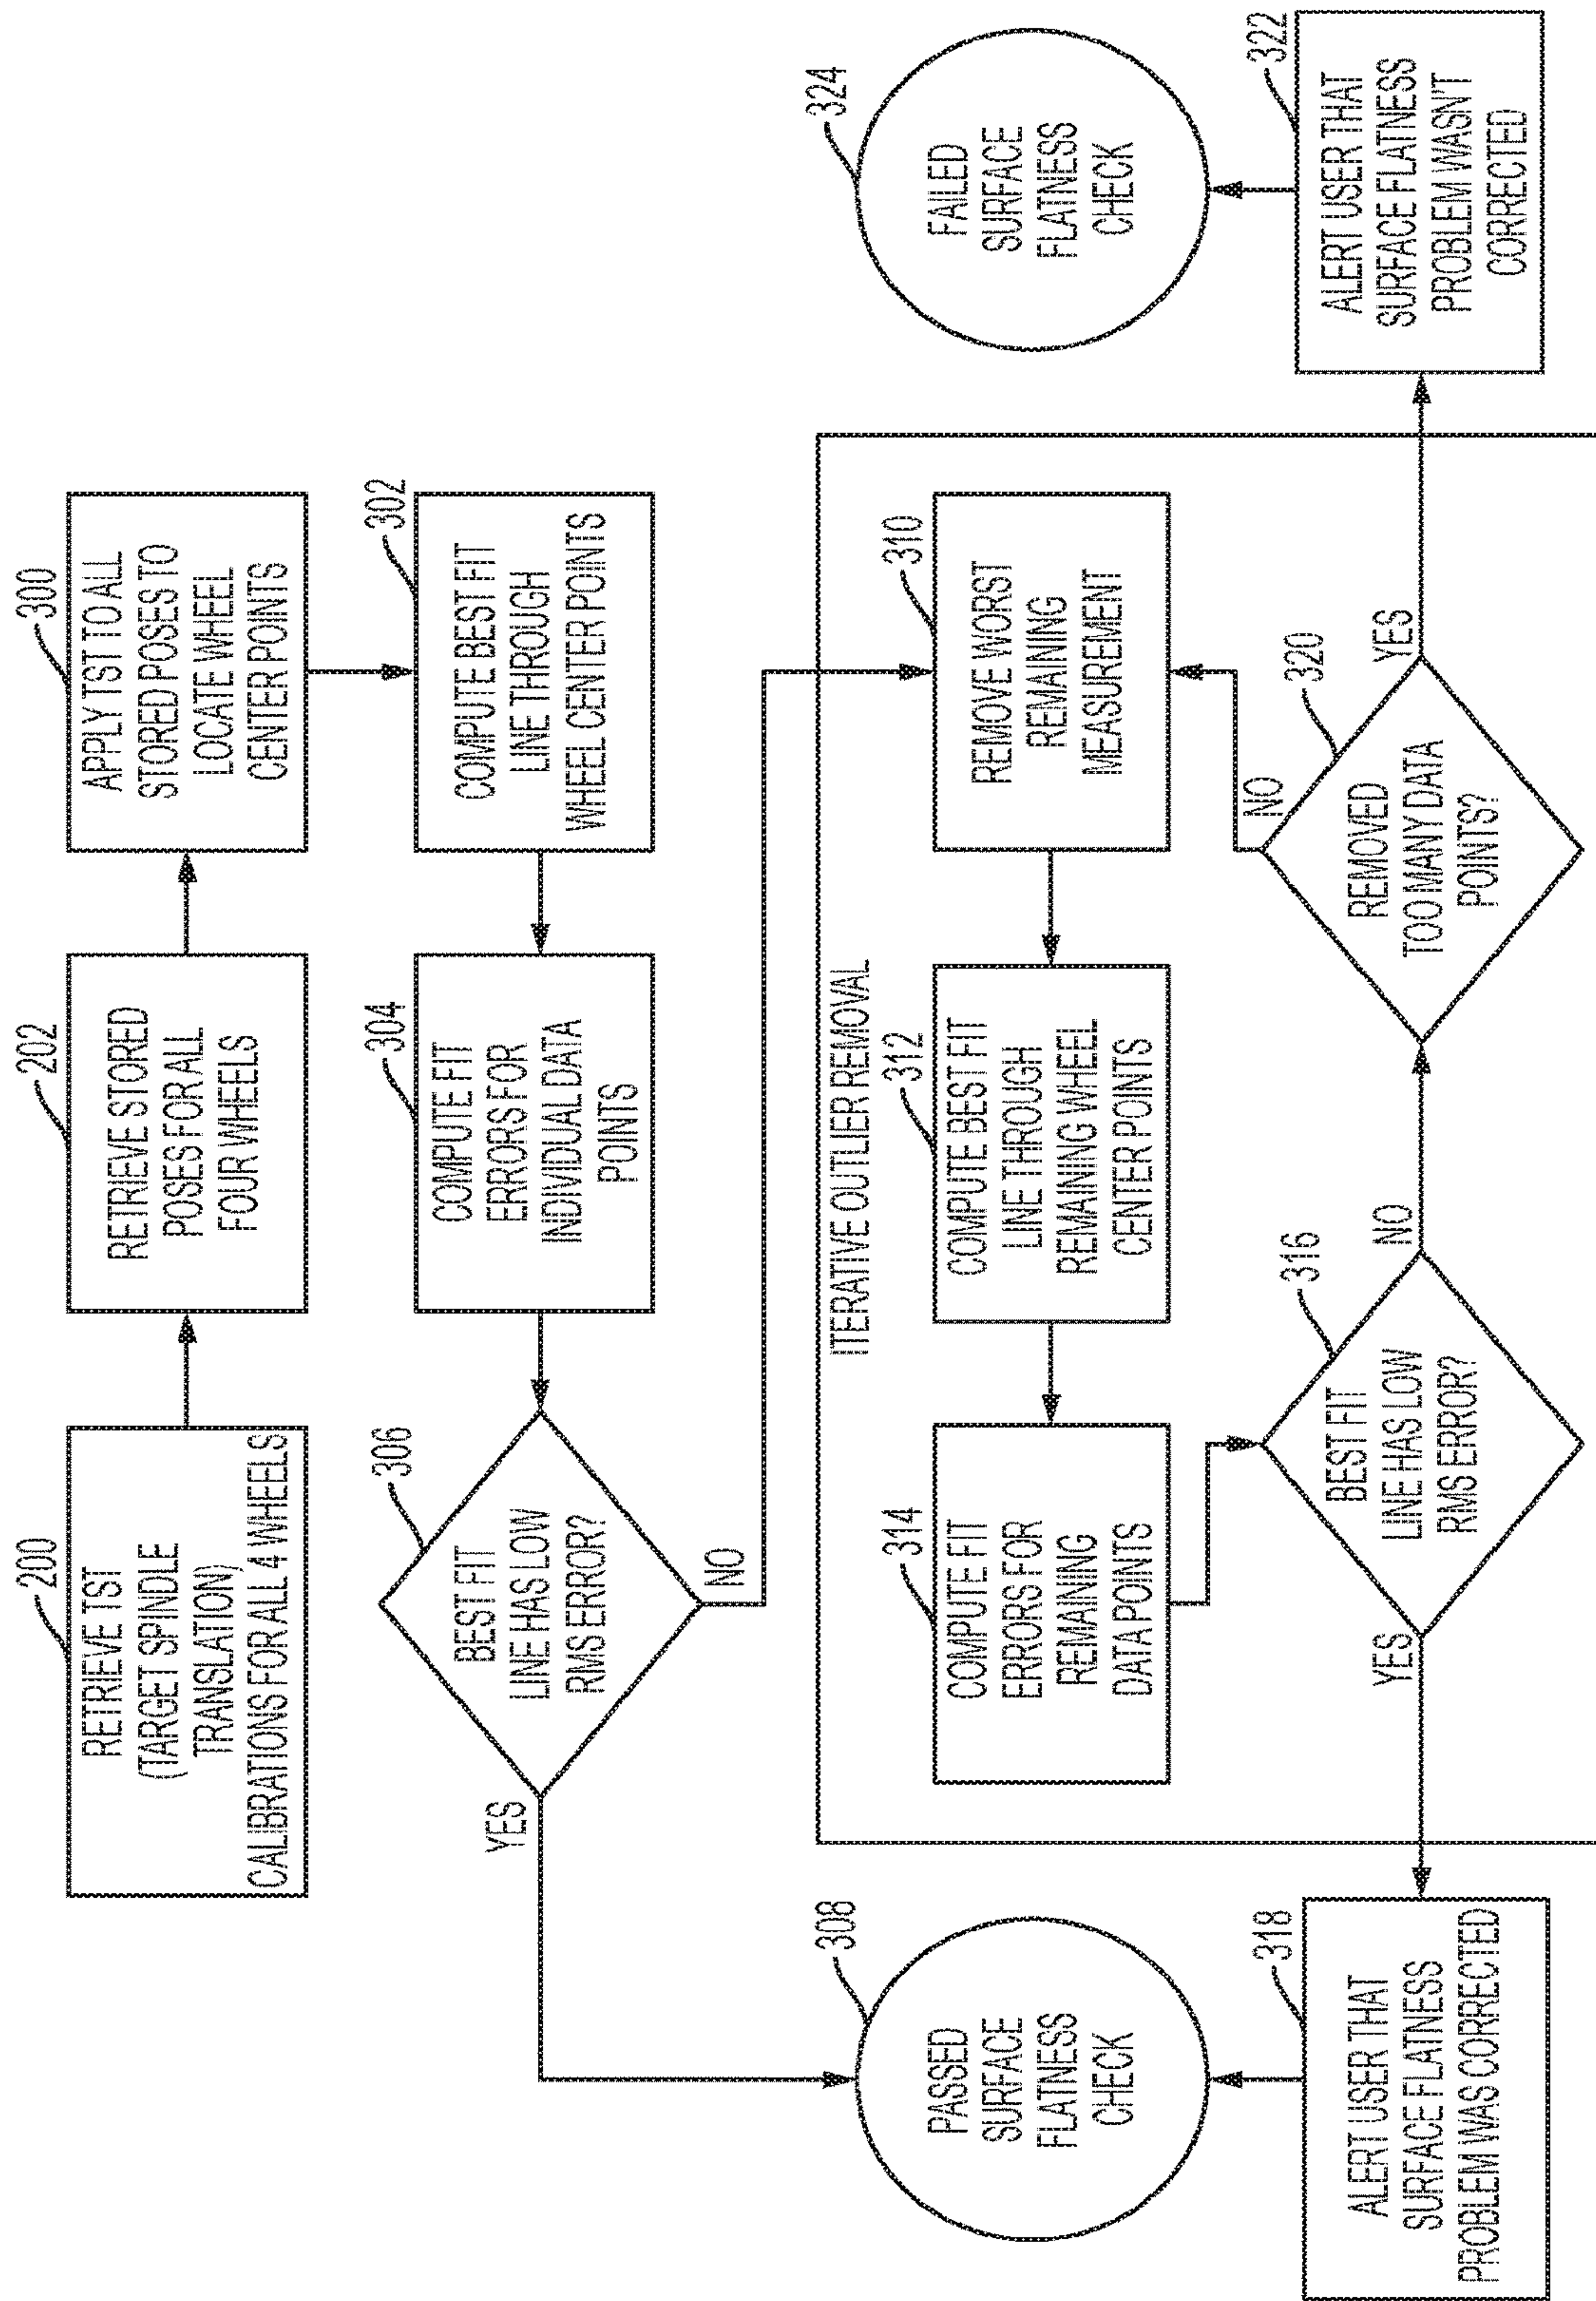 200
RETRIEVE TST
(TARGET SPINDLE
TRANSLATION)
CALIBRATIONS FOR ALL 4 WHEELS
202
RETRIEVE STORED
POSES FOR ALL
FOUR WHEELS
300
APPLY TST TO ALL
STORED POSES TO
LOCATE WHEEL
CENTER POINTS
302
COMPUTE BEST FIT
LINE THROUGH
WHEEL CENTER POINTS
304
COMPUTE FIT
ERRORS FOR
INDIVIDUAL DATA
POINTS
306
BEST FIT
LINE HAS LOW
RMS ERROR?
YES
NO
308
PASSED
SURFACE
FLATNESS
CHECK
ITERATIVE OUTLIER REMOVAL
310
REMOVE WORST
REMAINING
MEASUREMENT
312
COMPUTE BEST FIT
LINE THROUGH
REMAINING WHEEL
CENTER POINTS
314
COMPUTE FIT
ERRORS FOR
REMAINING
DATA POINTS
316
BEST FIT
LINE HAS LOW
RMS ERROR?
YES
NO
318
ALERT USER THAT
SURFACE FLATNESS
PROBLEM WAS CORRECTED
320
REMOVED
TOO MANY DATA
POINTS?
NO
YES
322
ALERT USER THAT
SURFACE FLATNESS
PROBLEM WASN'T
CORRECTED
324
FAILED
SURFACE
FLATNESS
CHECK